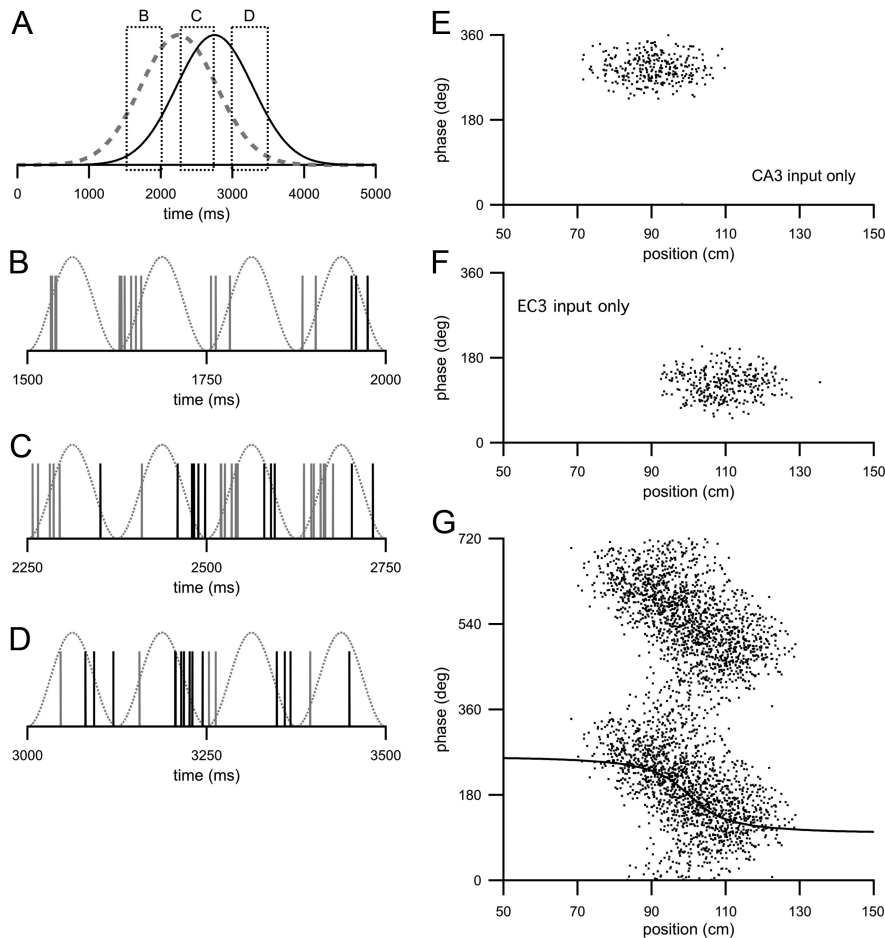 A
B C D
0 1000 2000 3000 4000 5000
time (ms)
B
1500 1750 2000
time (ms)
C
2250 2500 2750
time (ms)
D
3000 3250 3500
time (ms)
E
360
180
0
phase (deg)
CA3 input only
50 70 90 110 130 150
position (cm)
F
360
180
0
phase (deg)
EC3 input only
50 70 90 110 130 150
position (cm)
G
720
540
360
180
0
phase (deg)
50 70 90 110 130 150
position (cm)